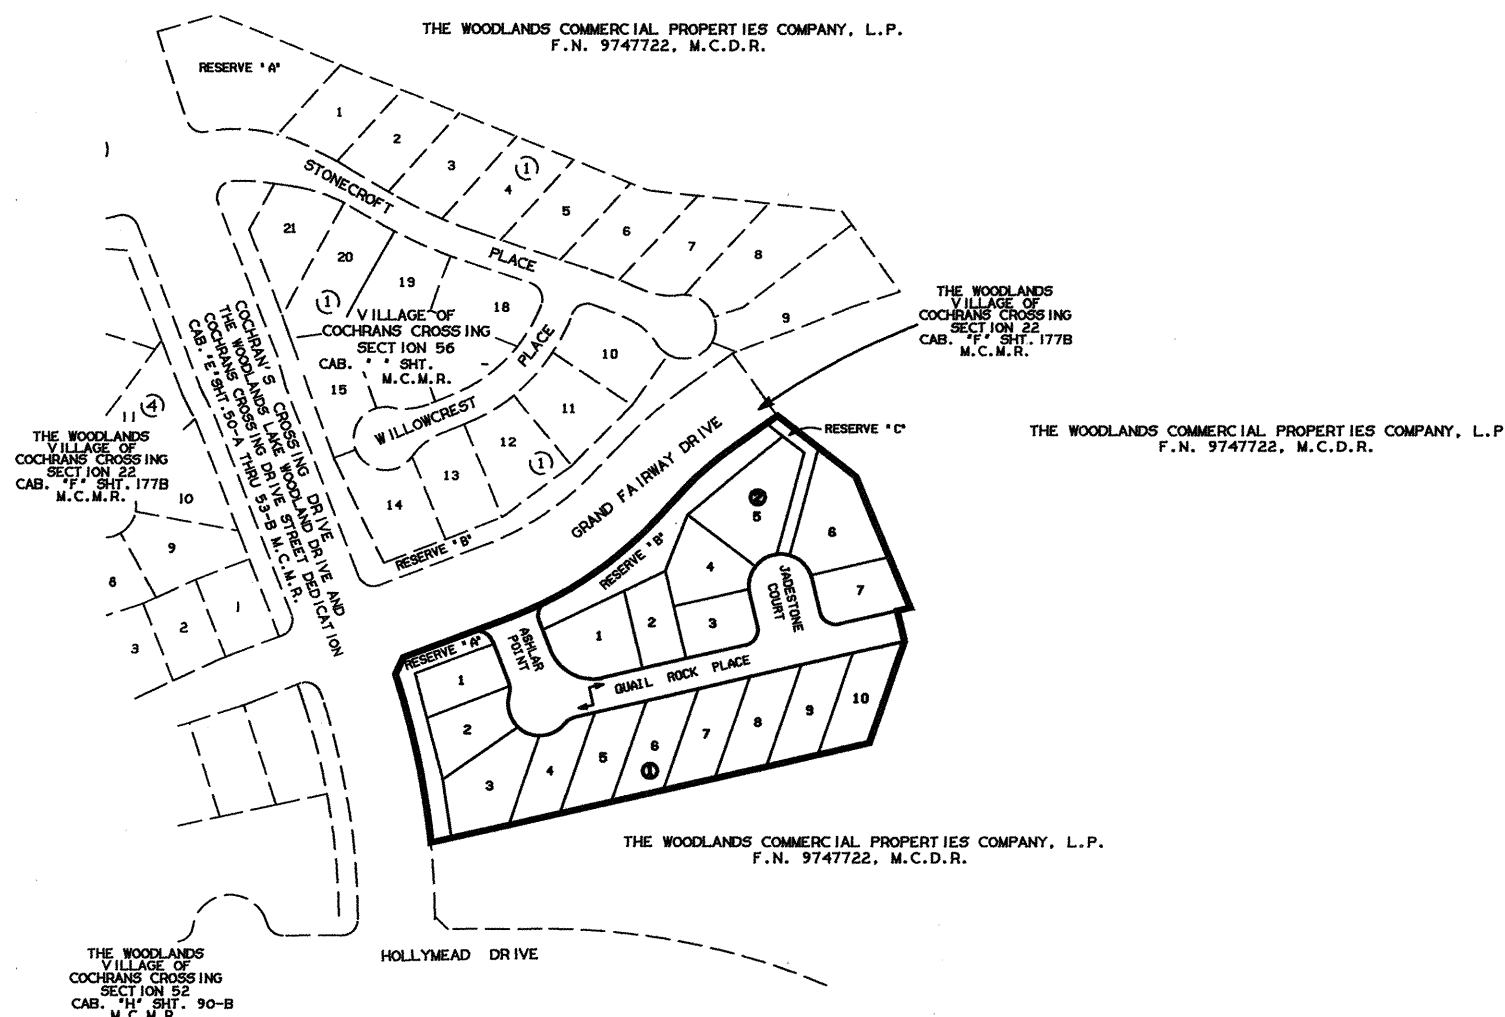 THE WOODLANDS COMMERCIAL PROPERTIES COMPANY, L.P.
F.N. 9747722, M.C.D.R.
RESERVE "A"
1
2
3
1
4
5
6
7
8
9
STONECROFT
PLACE
21
20
19
18
1
VILLAGE OF
COCHRANS CROSSING
SECTION 56
CAB. " " SHT. -
M.C.M.R.
15
10
11
12
13
14
1
WILLOWCREST
PLACE
RESERVE "B"
COCHRAN'S CROSSING DRIVE
THE WOODLANDS LAKE WOODLAND DRIVE AND
COCHRANS CROSSING DRIVE STREET DEDICATION
CAB. "E" SHT. 50-A THRU 53-B M.C.M.R.
THE WOODLANDS
VILLAGE OF
COCHRANS CROSSING
SECTION 22
CAB. "F" SHT. 177B
M.C.M.R.
THE WOODLANDS COMMERCIAL PROPERTIES COMPANY, L.P
F.N. 9747722, M.C.D.R.
11
4
THE WOODLANDS
VILLAGE OF
COCHRANS CROSSING
SECTION 22
CAB. "F" SHT. 177B
M.C.M.R.
10
9
8
3
2
1
GRAND FAIRWAY DRIVE
RESERVE "C"
RESERVE "B"
2
5
6
4
7
3
2
1
JADESTONE
COURT
ASHLAR
POINT
RESERVE "A"
QUAIL ROCK PLACE
1
2
3
4
5
6
7
8
9
10
1
THE WOODLANDS COMMERCIAL PROPERTIES COMPANY, L.P.
F.N. 9747722, M.C.D.R.
HOLLYMEAD DRIVE
THE WOODLANDS
VILLAGE OF
COCHRANS CROSSING
SECTION 52
CAB. "H" SHT. 90-B
M.C.M.R.